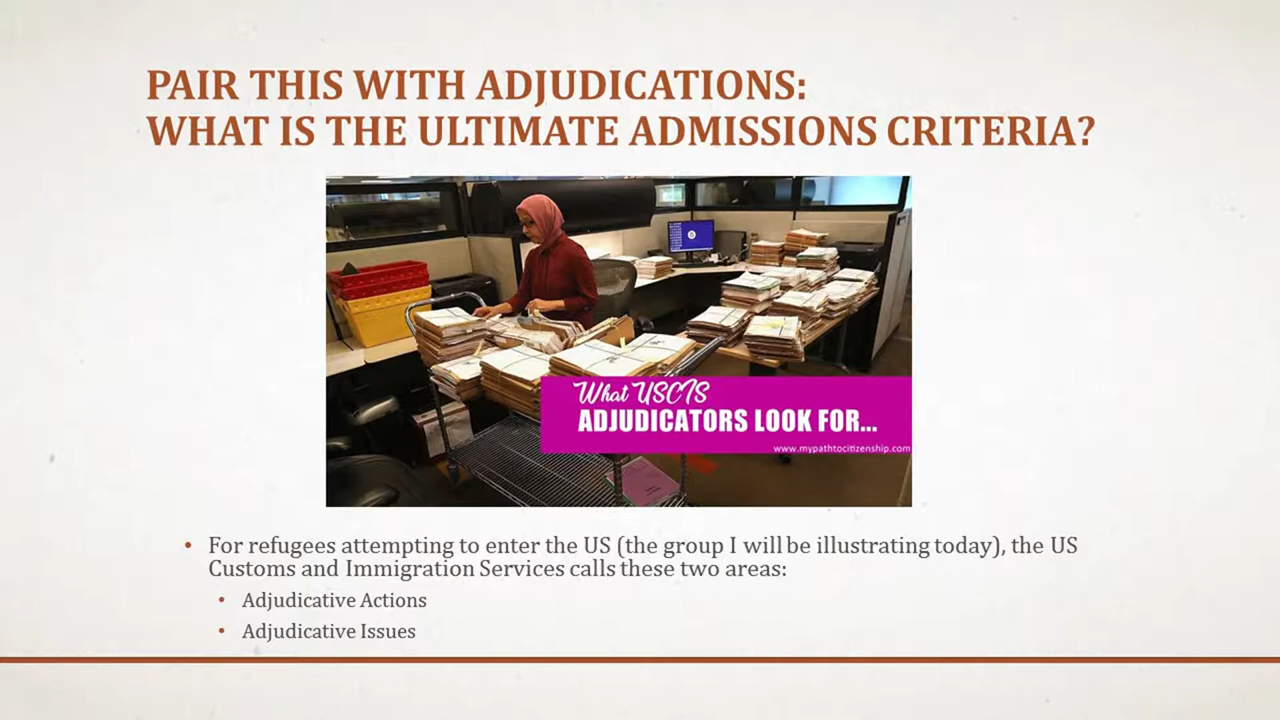 PAIR THIS WITH ADJUDICATIONS:
WHAT IS THE ULTIMATE ADMISSIONS CRITERIA?
What USCIS
ADJUDICATORS LOOK FOR...
www.mypathtocitizenship.com
• For refugees attempting to enter the US (the group I will be illustrating today), the US
Customs and Immigration Services calls these two areas:
• Adjudicative Actions
• Adjudicative Issues